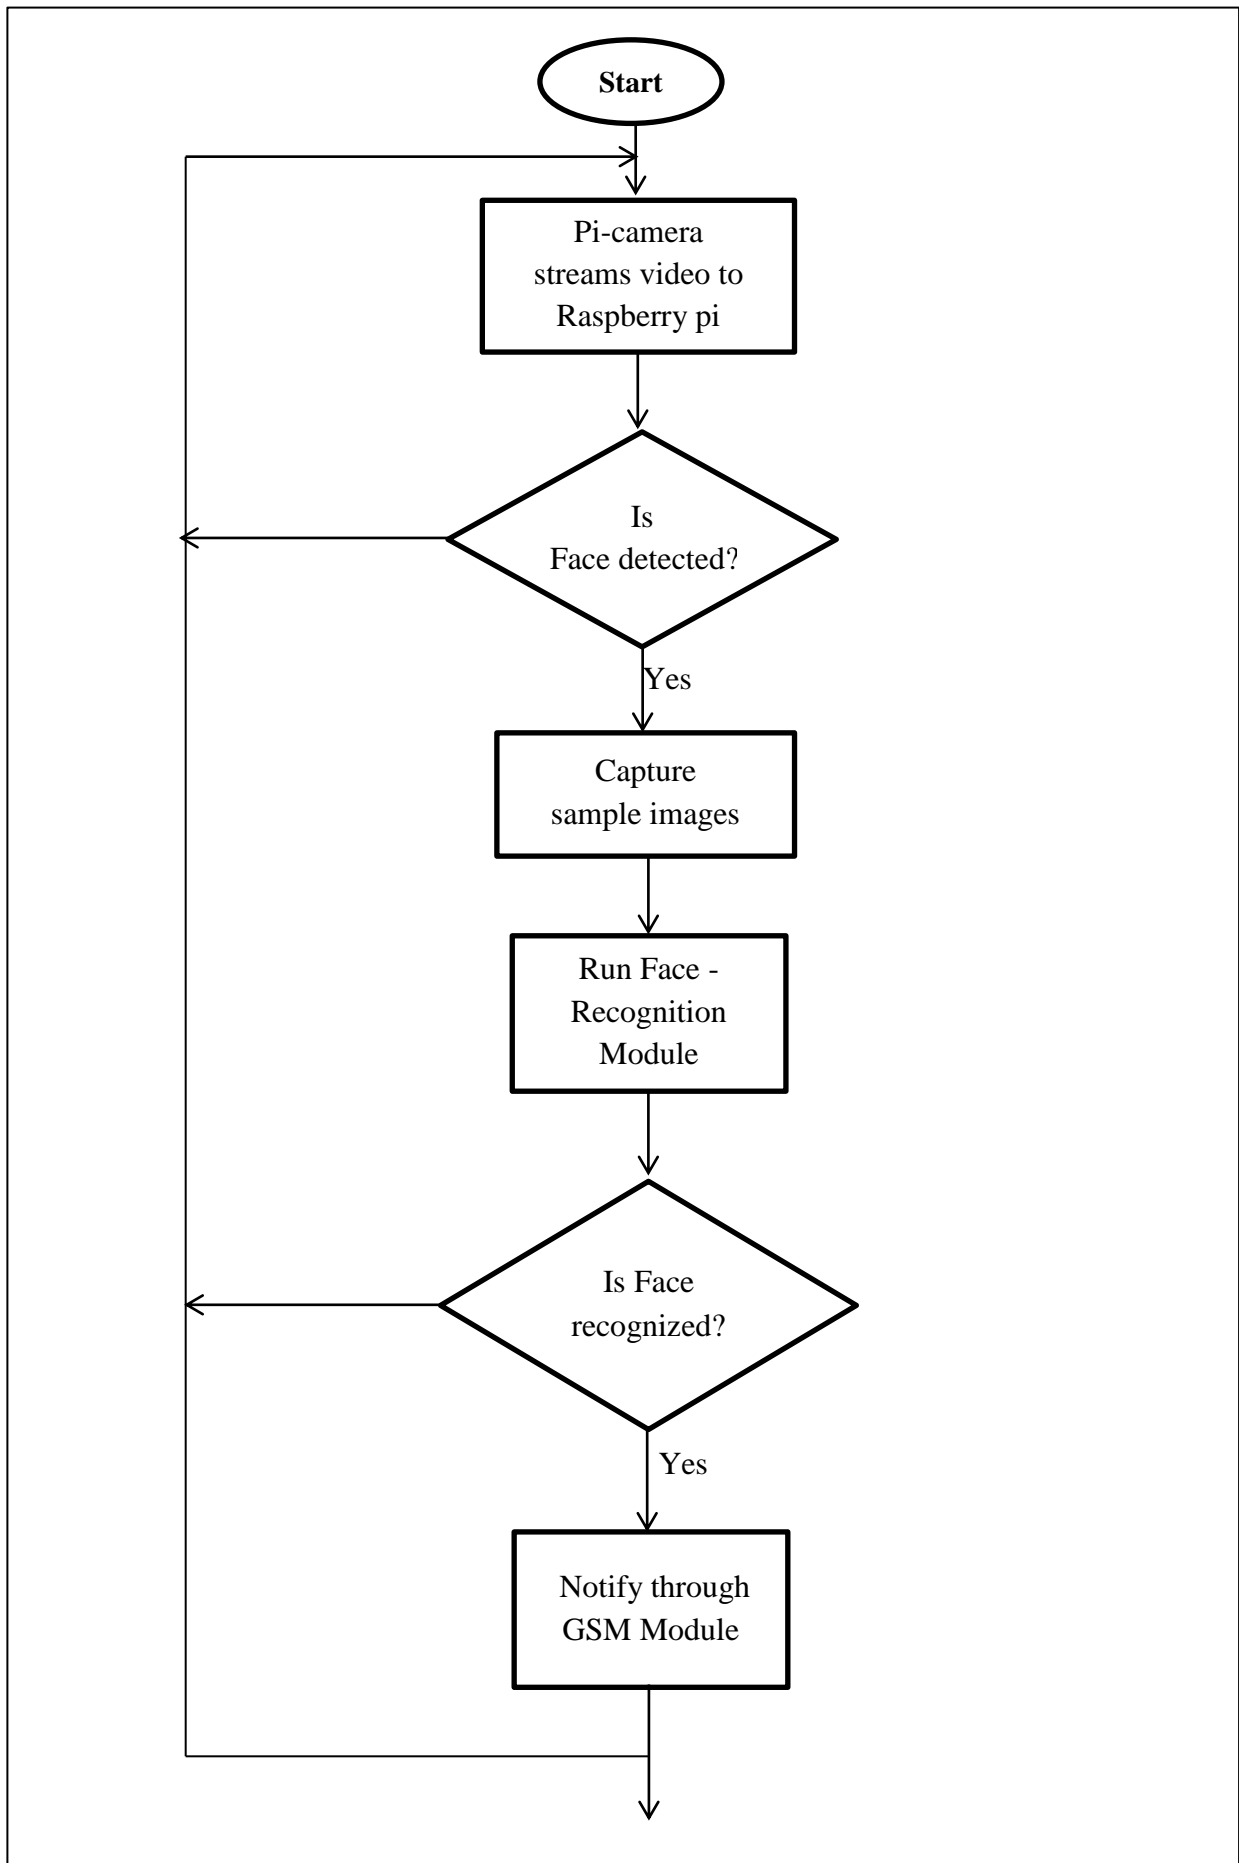 Start
Pi-camera
streams video to
Raspberry pi
Is
Face detected?
Yes
Capture
sample images
Run Face -
Recognition
Module
Is Face
recognized?
Yes
Notify through
GSM Module